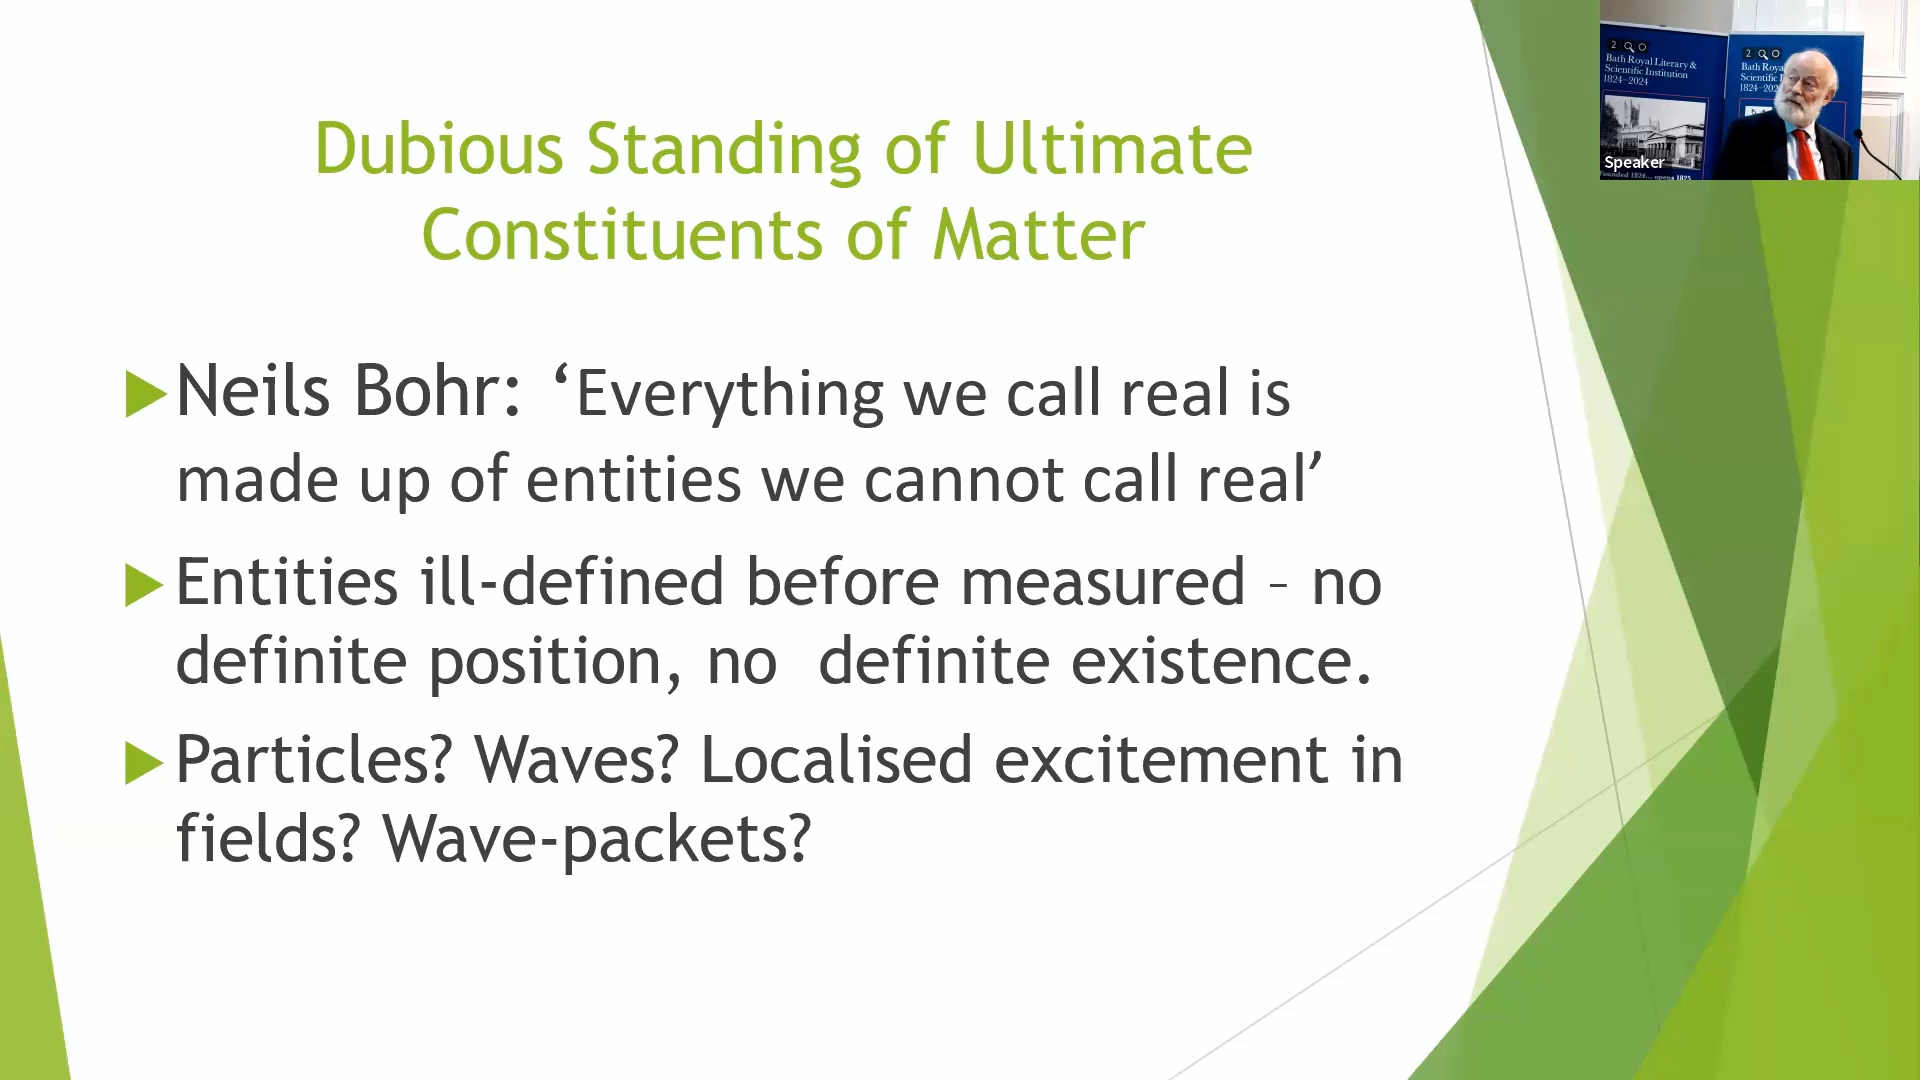 Dubious Standing of Ultimate
Constituents of Matter
Neils Bohr: ‘Everything we call real is
made up of entities we cannot call real’
Entities ill-defined before measured – no
definite position, no  definite existence.
Particles? Waves? Localised excitement in
fields? Wave-packets?
Bath Royal Literary &
Scientific Institution
1824–2024
Speaker